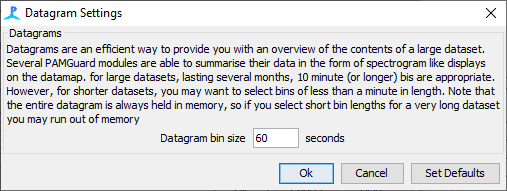 Datagram Settings
Datagrams
Datagrams are an efficient way to provide you with an overview of the contents of a large dataset.
Several PAMGuard modules are able to summarise their data in the form of spectrogram like displays
on the datamap. for large datasets, lasting several months, 10 minute (or longer) bis are appropriate.
However, for shorter datasets, you may want to select bins of less than a minute in length. Note that
the entire datagram is always held in memory, so if you select short bin lengths for a very long dataset
you may run out of memory
Datagram bin size 60 seconds
Ok Cancel Set Defaults